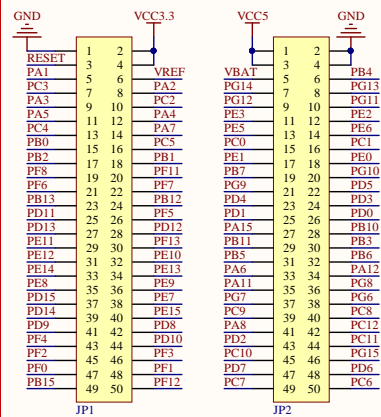 GND VCC3.3 VCC5 GND
1 2 1 2
RESET 3 4 3 4
PA1 5 6 VREF VBAT 5 6 PB4
PC3 7 8 PA2 PG14 7 8 PG13
PA3 9 10 PC2 PG12 9 10 PG11
PA5 11 12 PA4 PE3 11 12 PE2
PC4 13 14 PA7 PE5 13 14 PE6
PB0 15 16 PC5 PC0 15 16 PC1
PB2 17 18 PB1 PE1 17 18 PE0
PF8 19 20 PF11 PB7 19 20 PG10
PF6 21 22 PF7 PG9 21 22 PD5
PB13 23 24 PB12 PD4 23 24 PD3
PD11 25 26 PF5 PD1 25 26 PD0
PD13 27 28 PD12 PA15 27 28 PB10
PE11 29 30 PF13 PB11 29 30 PB3
PE12 31 32 PE10 PB5 31 32 PB6
PE14 33 34 PE13 PA6 33 34 PA12
PE8 35 36 PE9 PA11 35 36 PG8
PD15 37 38 PE7 PG7 37 38 PG6
PD14 39 40 PE15 PC9 39 40 PC8
PD9 41 42 PD8 PA8 41 42 PC12
PF4 43 44 PD10 PD2 43 44 PC11
PF2 45 46 PF3 PC10 45 46 PG15
PF0 47 48 PF1 PD7 47 48 PD6
PB15 49 50 PF12 PC7 49 50 PC6
JP1 JP2